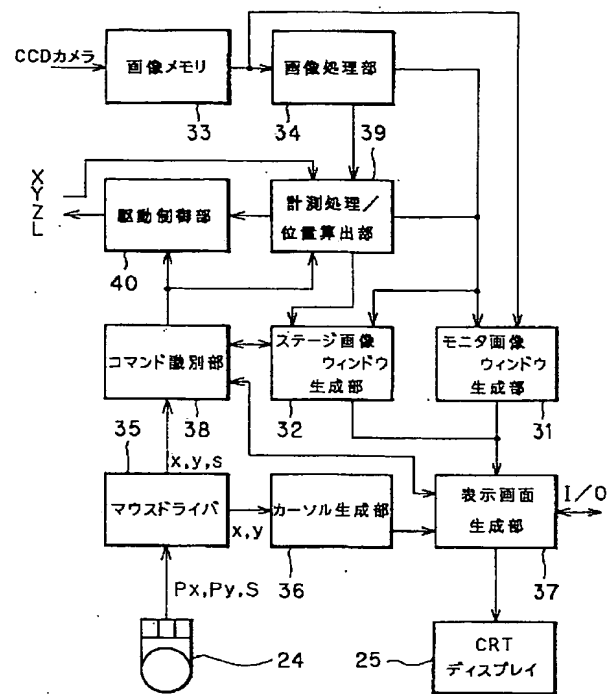 CCDカメラ
画像メモリ
33
画像処理部
34
39
X
Y
Z
L
駆動制御部
40
計測処理／
位置算出部
コマンド識別部
38
ステージ画像
ウィンドウ
生成部
32
モニタ画像
ウィンドウ
生成部
31
35
x,y,s
マウスドライバ
x,y
カーソル生成部
36
表示画面
生成部
37
I/O
Px,Py,S
24
25
CRT
ディスプレイ